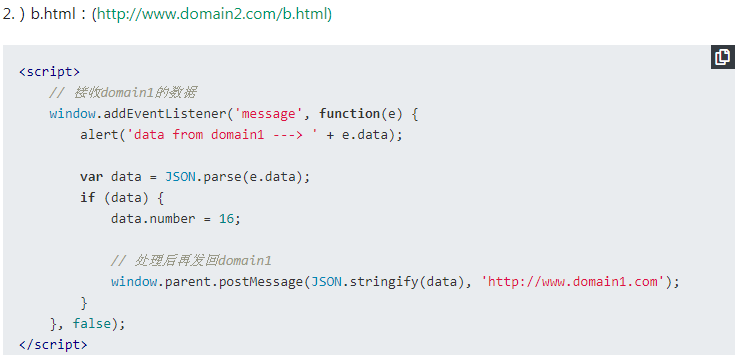 2.）b.html：(http://www.domain2.com/b.html)
<script>
// 接收domain1的数据
window.addEventListener('message', function(e) {
alert('data from domain1 ---> ' + e.data);
var data = JSON.parse(e.data);
if (data) {
data.number = 16;
// 处理后再发回domain1
window.parent.postMessage(JSON.stringify(data), 'http://www.domain1.com');
}
}, false);
</script>